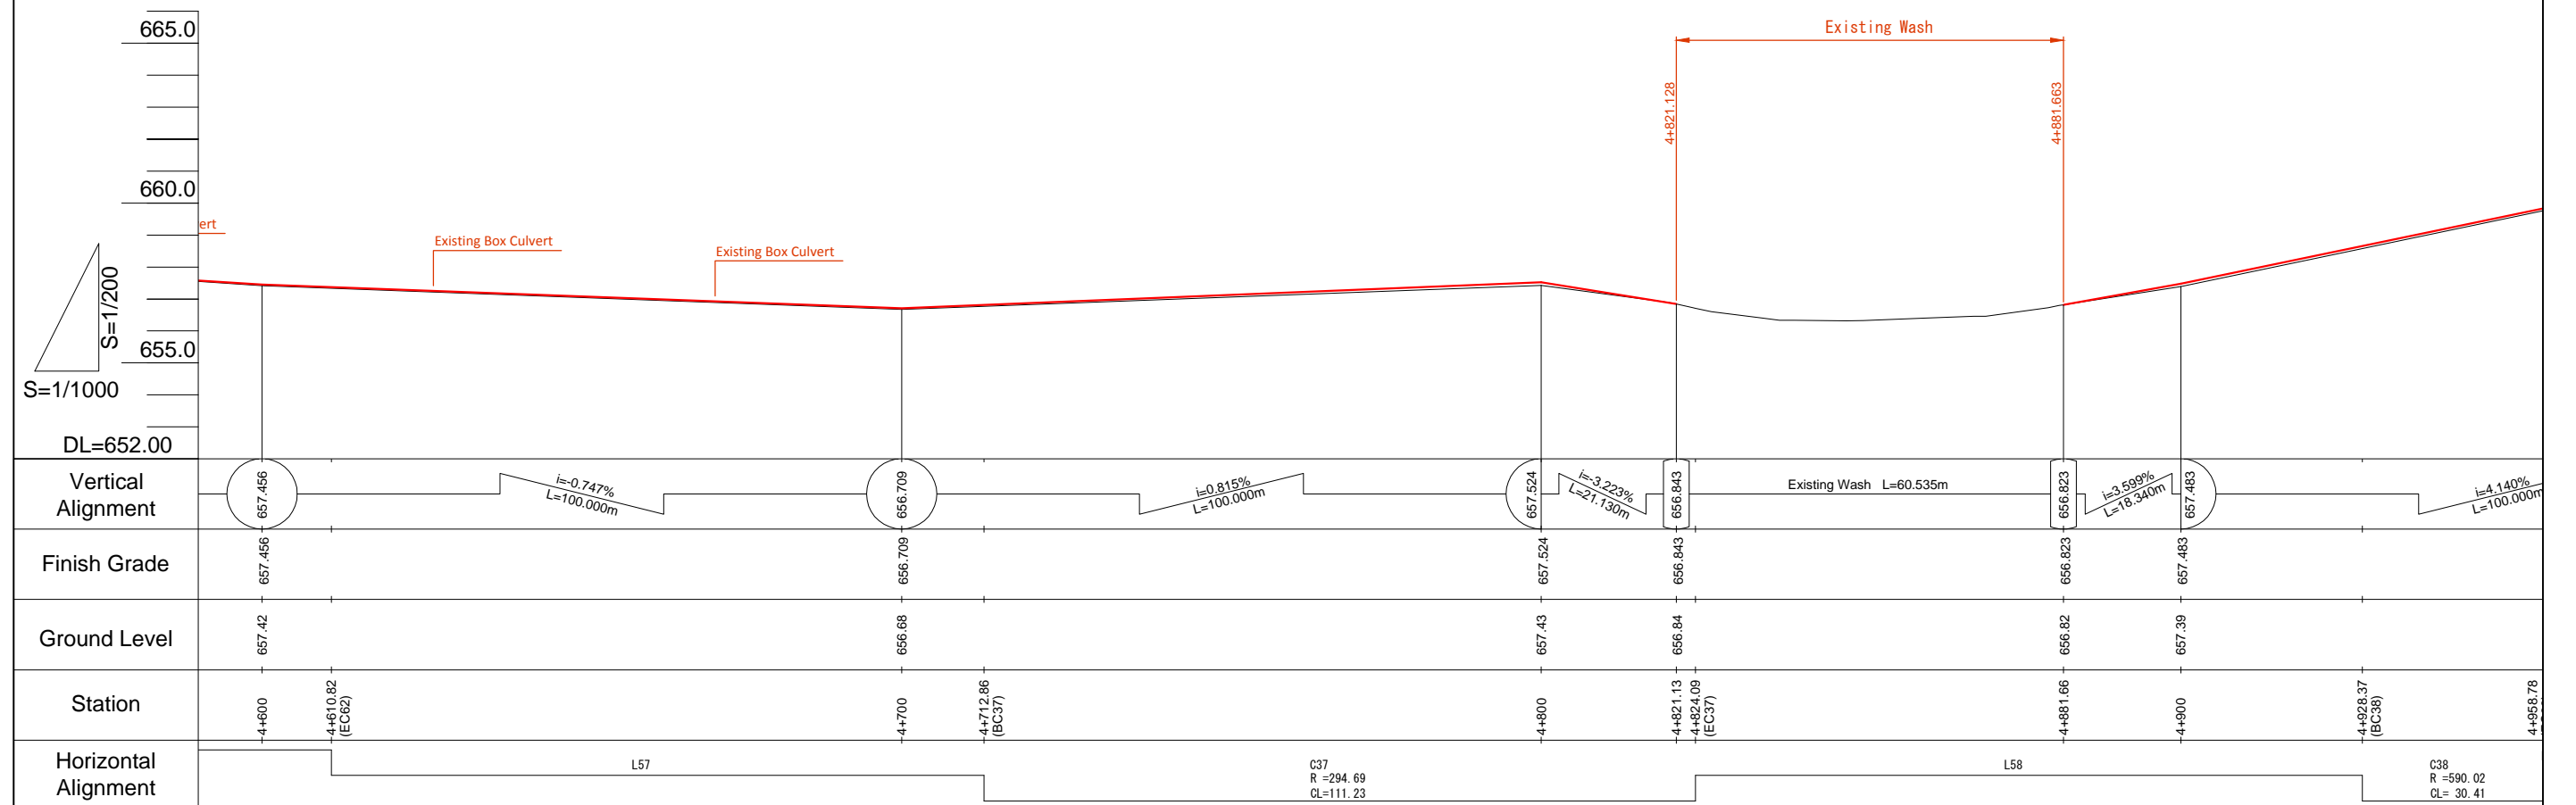 665.0
Existing Wash
4+821.128
4+881.663
660.0
ert
Existing Box Culvert
Existing Box Culvert
S=1/200
655.0
S=1/1000
DL=652.00
Vertical
Alignment
657.456
i=-0.747%
L=100.000m
656.709
i=0.815%
L=100.000m
657.524
i=-3.223%
L=21.130m
656.843
Existing Wash L=60.535m
656.823
i=3.599%
L=18.340m
657.483
i=4.140%
L=100.000m
Finish Grade
657.456
656.709
657.524
656.843
656.823
657.483
Ground Level
657.42
656.68
657.43
656.84
656.82
657.39
Station
4+600
4+610.82
(EC62)
4+700
4+712.86
(BC37)
4+800
4+821.13
4+824.09
(EC37)
4+881.66
4+900
4+928.37
(BC38)
4+958.78
Horizontal
Alignment
L57
C37
R =294.69
CL=111.23
L58
C38
R =590.02
CL= 30.41